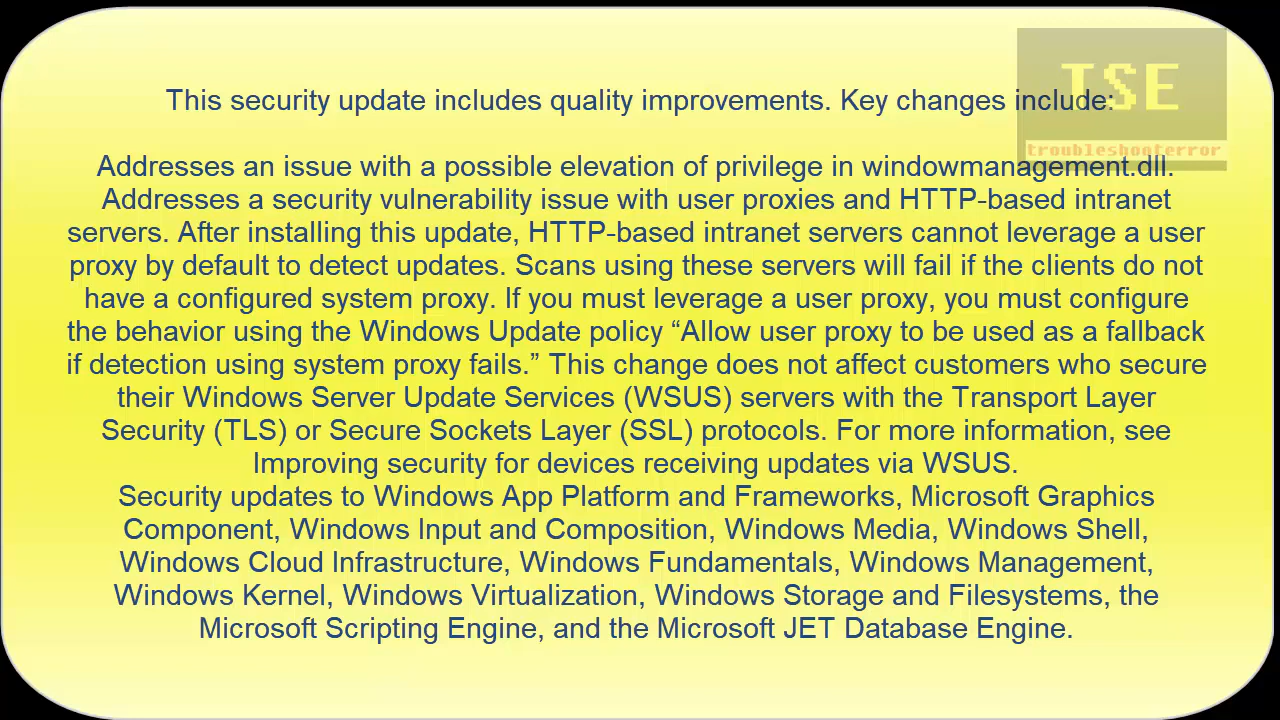 TSE
troubleshooterror
This security update includes quality improvements. Key changes include:
Addresses an issue with a possible elevation of privilege in windowmanagement.dll.
Addresses a security vulnerability issue with user proxies and HTTP-based intranet
servers. After installing this update, HTTP-based intranet servers cannot leverage a user
proxy by default to detect updates. Scans using these servers will fail if the clients do not
have a configured system proxy. If you must leverage a user proxy, you must configure
the behavior using the Windows Update policy “Allow user proxy to be used as a fallback
if detection using system proxy fails.” This change does not affect customers who secure
their Windows Server Update Services (WSUS) servers with the Transport Layer
Security (TLS) or Secure Sockets Layer (SSL) protocols. For more information, see
Improving security for devices receiving updates via WSUS.
Security updates to Windows App Platform and Frameworks, Microsoft Graphics
Component, Windows Input and Composition, Windows Media, Windows Shell,
Windows Cloud Infrastructure, Windows Fundamentals, Windows Management,
Windows Kernel, Windows Virtualization, Windows Storage and Filesystems, the
Microsoft Scripting Engine, and the Microsoft JET Database Engine.